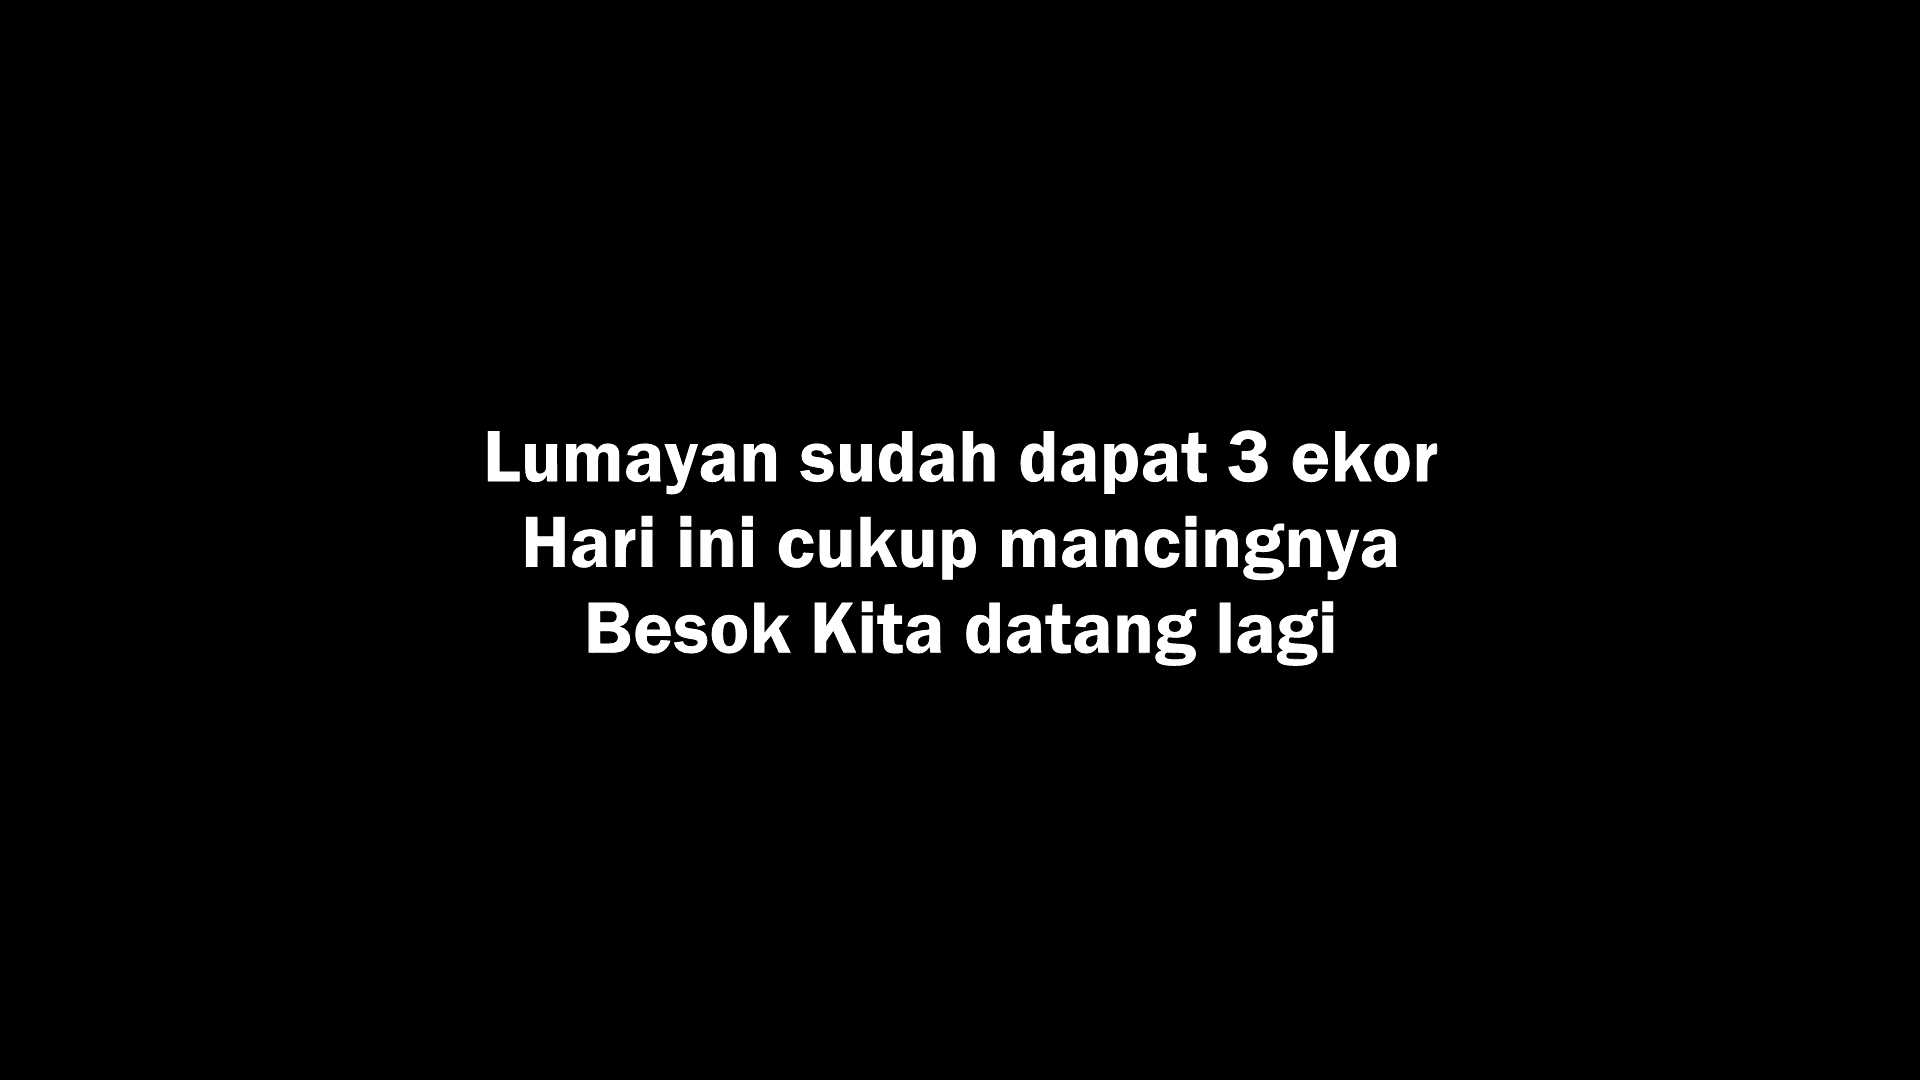 Lumayan sudah dapat 3 ekor
Hari ini cukup mancingnya
Besok Kita datang lagi